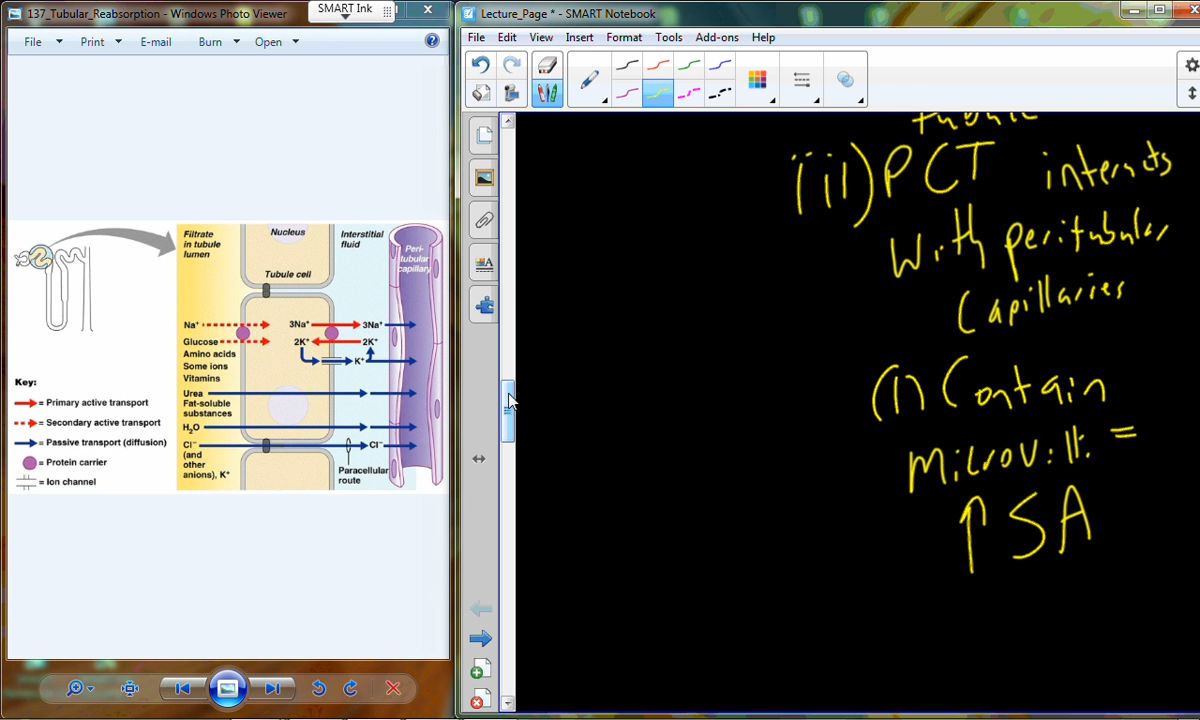 137_Tubular_Reabsorption - Windows Photo Viewer
SMART Ink
File Print E-mail Burn Open
Filtrate
in tubule
lumen
Nucleus
Interstitial
fluid
Peri-
tubular
capillary
Tubule cell
Na+
3Na+
3Na+
Glucose
2K+
2K+
Amino acids
Some ions
K+
Vitamins
Urea
Fat-soluble
substances
H2O
Cl–
Cl–
(and
other
anions), K+
Paracellular
route
Key:
= Primary active transport
= Secondary active transport
= Passive transport (diffusion)
= Protein carrier
= Ion channel
Lecture_Page * - SMART Notebook
File Edit View Insert Format Tools Add-ons Help
tubule
iii) PCT interacts
with peritubular
capillaries
(1) Contain
microvilli =
↑ SA